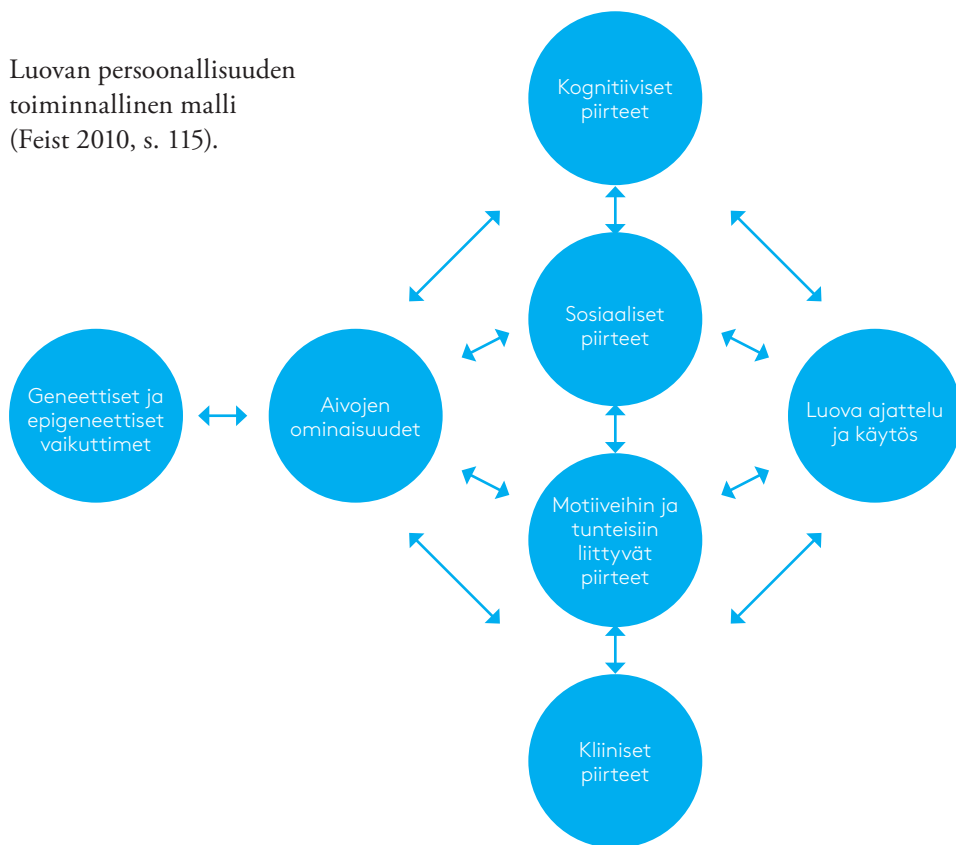 Luovan persoonallisuuden
toiminnallinen malli
(Feist 2010, s. 115).
Kognitiiviset
piirteet
Sosiaaliset
piirteet
Geneettiset ja
epigeneettiset
vaikuttimet
Aivojen
ominaisuudet
Luova ajattelu
ja käytös
Motiiveihin ja
tunteisiin
liittyvät
piirteet
Kliiniset
piirteet